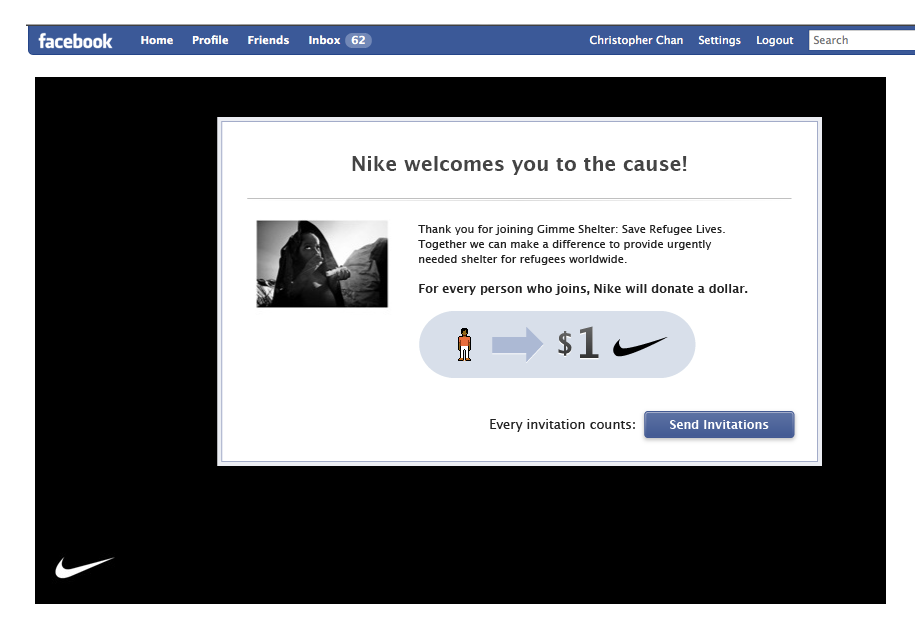 facebook Home Profile Friends Inbox 62 Christopher Chan Settings Logout Search
Nike welcomes you to the cause!
Thank you for joining Gimme Shelter: Save Refugee Lives.
Together we can make a difference to provide urgently
needed shelter for refugees worldwide.
For every person who joins, Nike will donate a dollar.
$1
Every invitation counts: Send Invitations